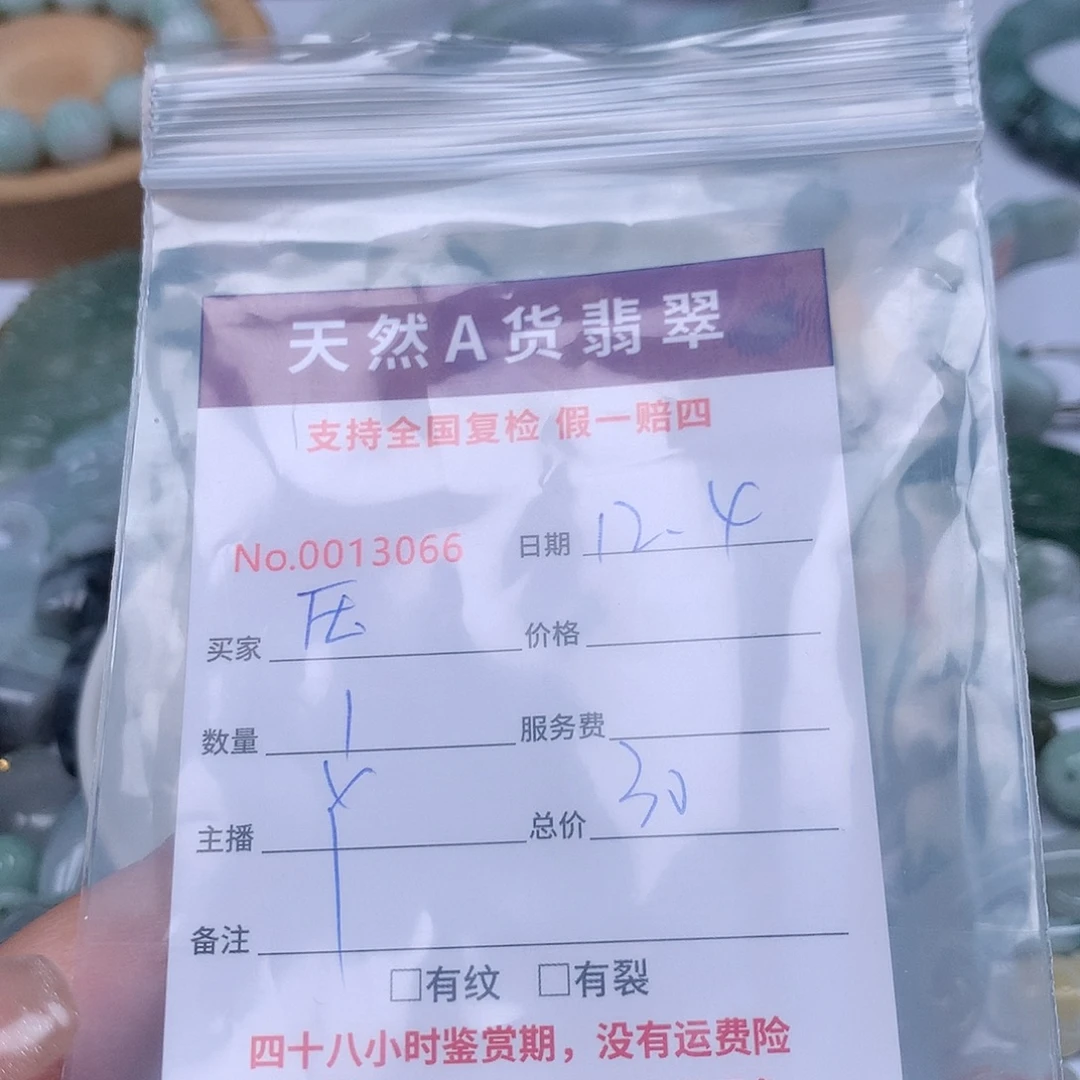 天然A货翡翠
支持全国复检 假一赔四
No.0013066 日期 12-4
买家 价格
数量 1 服务费
主播 Y 总价 30
备注
□有纹 □有裂
四十八小时鉴赏期，没有运费险